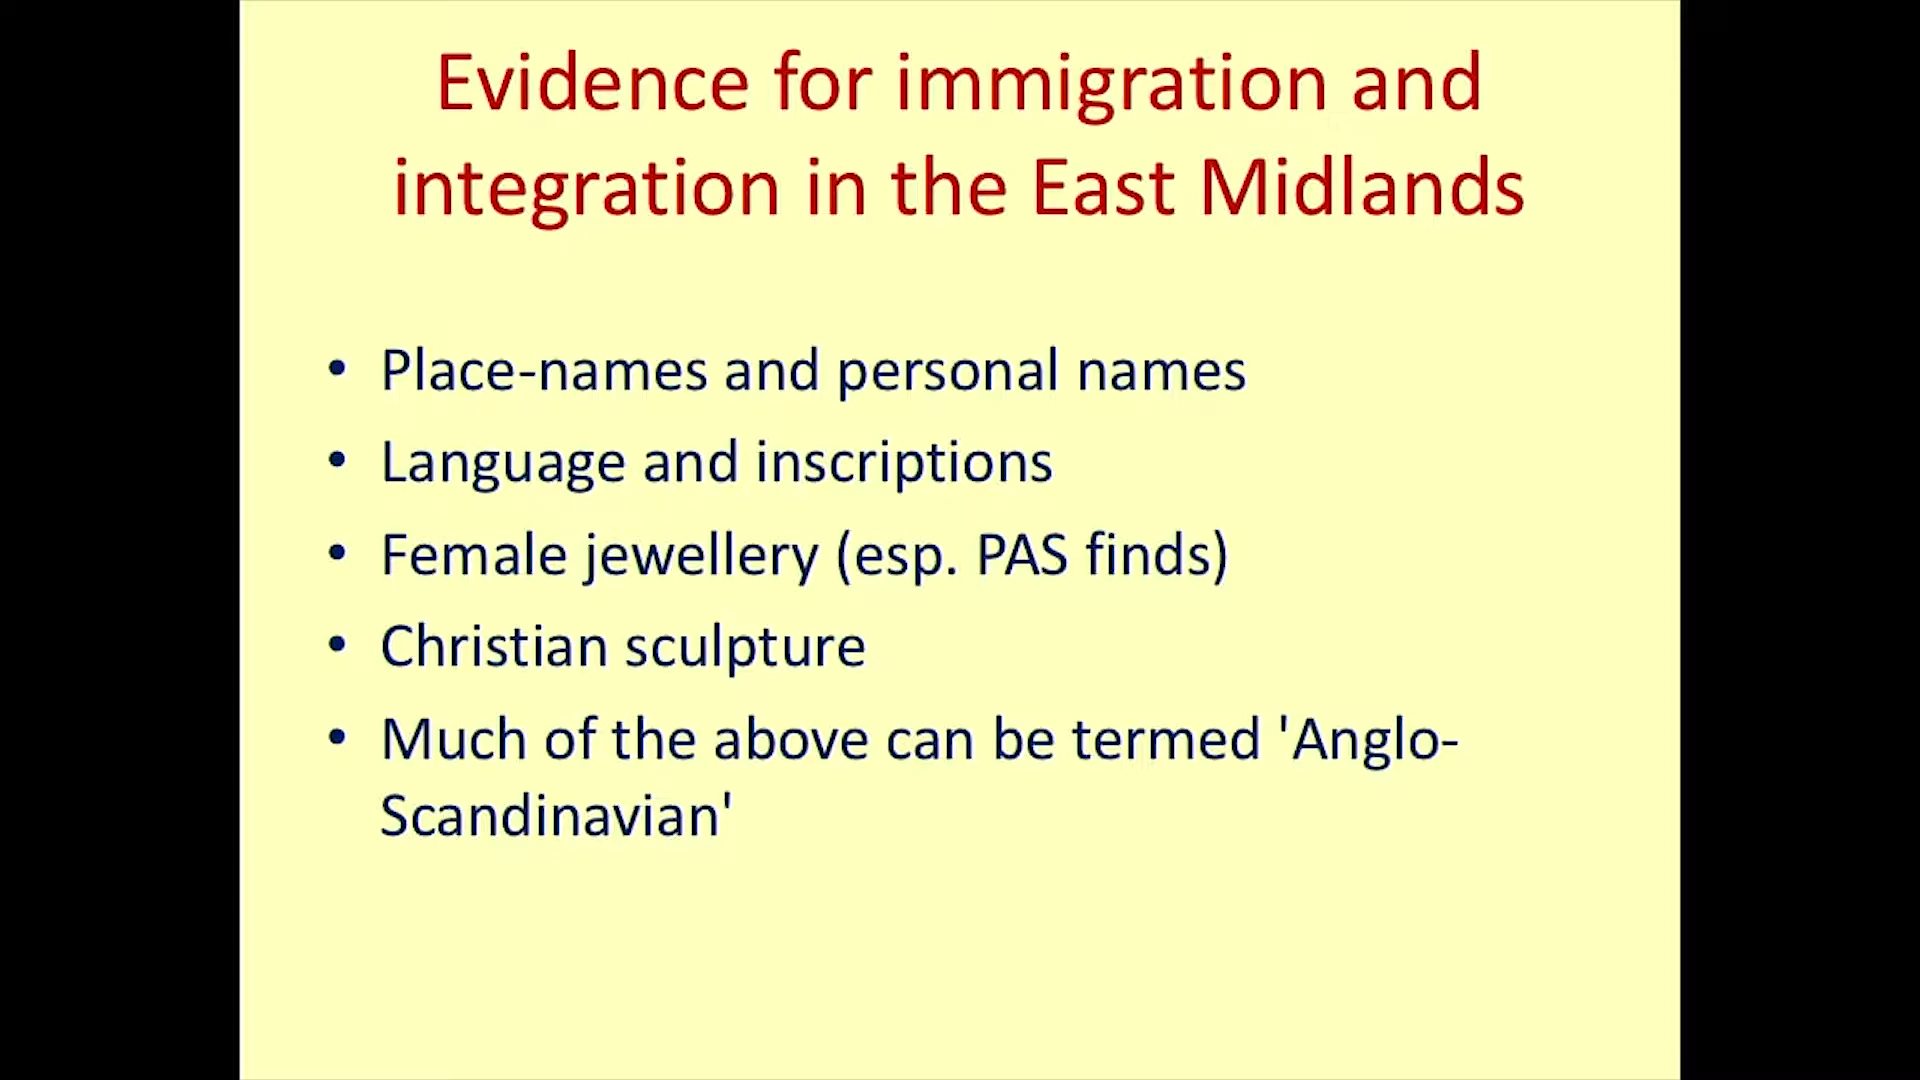 Evidence for immigration and
integration in the East Midlands
• Place-names and personal names
• Language and inscriptions
• Female jewellery (esp. PAS finds)
• Christian sculpture
• Much of the above can be termed 'Anglo-
Scandinavian'